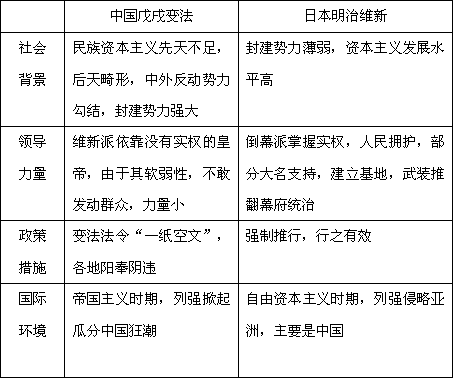 中国戊戌变法 日本明治维新
社会 民族资本主义先天不足， 封建势力薄弱，资本主义发展水
背景 后天畸形，中外反动势力 平高
勾结，封建势力强大
领导 维新派依靠没有实权的皇 倒幕派掌握实权，人民拥护，部
力量 帝，由于其软弱性，不敢 分大名支持，建立基地，武装推
发动群众，力量小 翻幕府统治
政策 变法法令“一纸空文”， 强制推行，行之有效
措施 各地阳奉阴违
国际 帝国主义时期，列强掀起 自由资本主义时期，列强侵略亚
环境 瓜分中国狂潮 洲，主要是中国